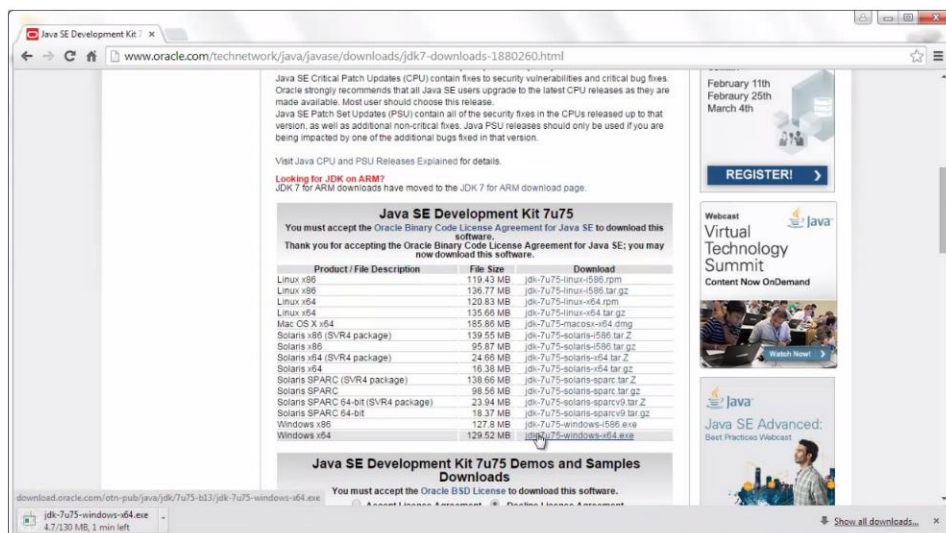 Java SE Development Kit 7
www.oracle.com/technetwork/java/javase/downloads/jdk7-downloads-1880260.html
Java SE Critical Patch Updates (CPU) contain fixes to security vulnerabilities and critical bug fixes.
Oracle strongly recommends that all Java SE users upgrade to the latest CPU releases as they are
made available. Most user should choose this release.
Java SE Patch Set Updates (PSU) contain all of the security fixes in the CPUs released up to that
version, as well as additional non-critical fixes. Java PSU releases should only be used if you are
being impacted by one of the additional bugs fixed in that version.
Visit Java CPU and PSU Releases Explained for details.
Looking for JDK on ARM?
JDK 7 for ARM downloads have moved to the JDK 7 for ARM download page.
Java SE Development Kit 7u75
You must accept the Oracle Binary Code License Agreement for Java SE to download this
software.
Thank you for accepting the Oracle Binary Code License Agreement for Java SE; you may
now download this software.
Product / File Description File Size Download
Linux x86 119.43 MB jdk-7u75-linux-i586.rpm
Linux x86 136.77 MB jdk-7u75-linux-i586.tar.gz
Linux x64 120.83 MB jdk-7u75-linux-x64.rpm
Linux x64 135.66 MB jdk-7u75-linux-x64.tar.gz
Mac OS X x64 185.86 MB jdk-7u75-macosx-x64.dmg
Solaris x86 (SVR4 package) 139.55 MB jdk-7u75-solaris-i586.tar.Z
Solaris x86 95.87 MB jdk-7u75-solaris-i586.tar.gz
Solaris x64 (SVR4 package) 24.66 MB jdk-7u75-solaris-x64.tar.Z
Solaris x64 16.38 MB jdk-7u75-solaris-x64.tar.gz
Solaris SPARC (SVR4 package) 138.66 MB jdk-7u75-solaris-sparc.tar.Z
Solaris SPARC 98.56 MB jdk-7u75-solaris-sparc.tar.gz
Solaris SPARC 64-bit (SVR4 package) 23.94 MB jdk-7u75-solaris-sparcv9.tar.Z
Solaris SPARC 64-bit 18.37 MB jdk-7u75-solaris-sparcv9.tar.gz
Windows x86 127.8 MB jdk-7u75-windows-i586.exe
Windows x64 129.52 MB jdk-7u75-windows-x64.exe
Java SE Development Kit 7u75 Demos and Samples
Downloads
You must accept the Oracle BSD License to download this software.
Accept License Agreement Decline License Agreement
February 11th
Febraury 25th
March 4th
REGISTER!
Webcast
Java
Virtual
Technology
Summit
Content Now OnDemand
Watch Now!
Java
Java SE Advanced:
Best Practices Webcast
download.oracle.com/otn-pub/java/jdk/7u75-b13/jdk-7u75-windows-x64.exe
jdk-7u75-windows-x64.exe
4.7/130 MB, 1 min left
Show all downloads...